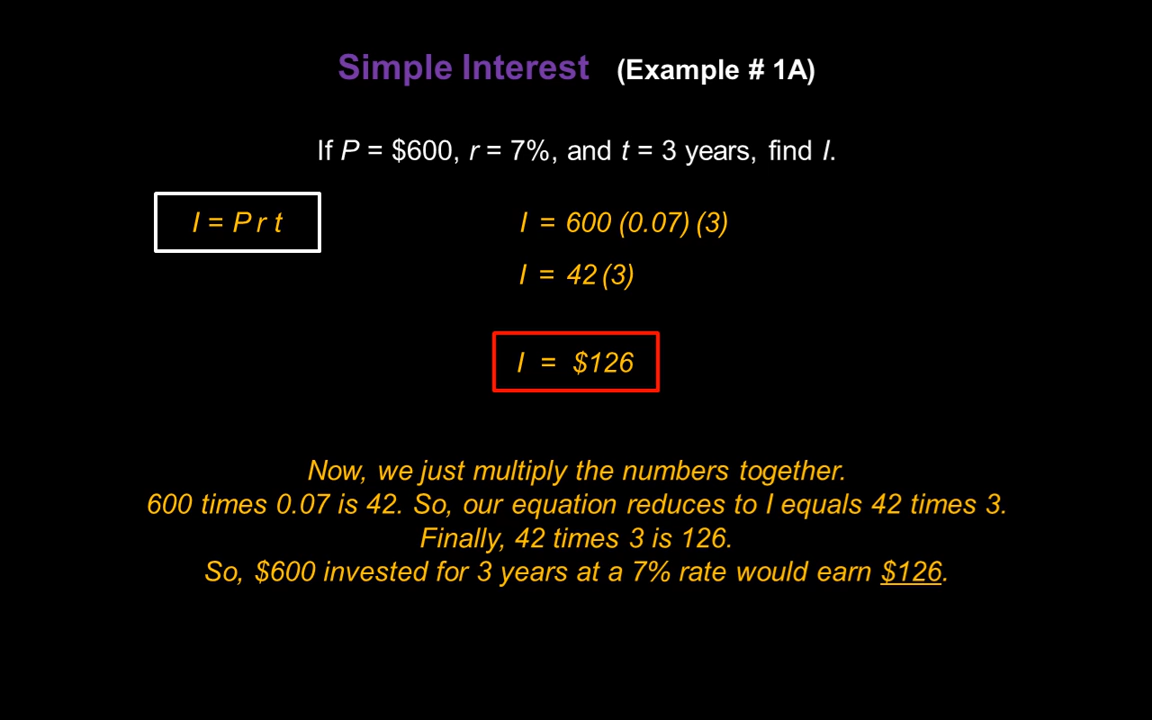 Simple Interest (Example # 1A)
If P = $600, r = 7%, and t = 3 years, find I.
I = P r t
I = 600 (0.07) (3)
I = 42 (3)
I = $126
Now, we just multiply the numbers together.
600 times 0.07 is 42. So, our equation reduces to I equals 42 times 3.
Finally, 42 times 3 is 126.
So, $600 invested for 3 years at a 7% rate would earn $126.